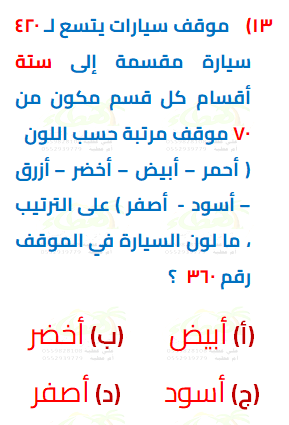 ١٣) موقف سيارات يتسع لـ ٤٢٠
سيارة مقسمة إلى ستة
أقسام كل قسم مكون من
٧٠ موقف مرتبة حسب اللون
( أحمر – أبيض – أخضر – أزرق
– أسود - أصفر ) على الترتيب
، ما لون السيارة في الموقف
رقم ٣٦٠ ؟
(أ) أبيض (ب) أخضر
(ج) أسود (د) أصفر